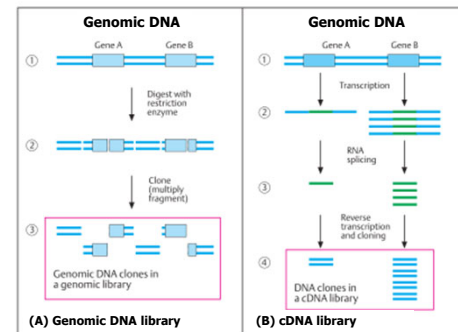 Genomic DNA
Gene A Gene B
①
Digest with
restriction
enzyme
②
Clone
(multiply
fragment)
③
Genomic DNA clones in
a genomic library
(A) Genomic DNA library
Genomic DNA
Gene A Gene B
①
Transcription
②
RNA
splicing
③
Reverse
transcription
and cloning
④
DNA clones in
a cDNA library
(B) cDNA library